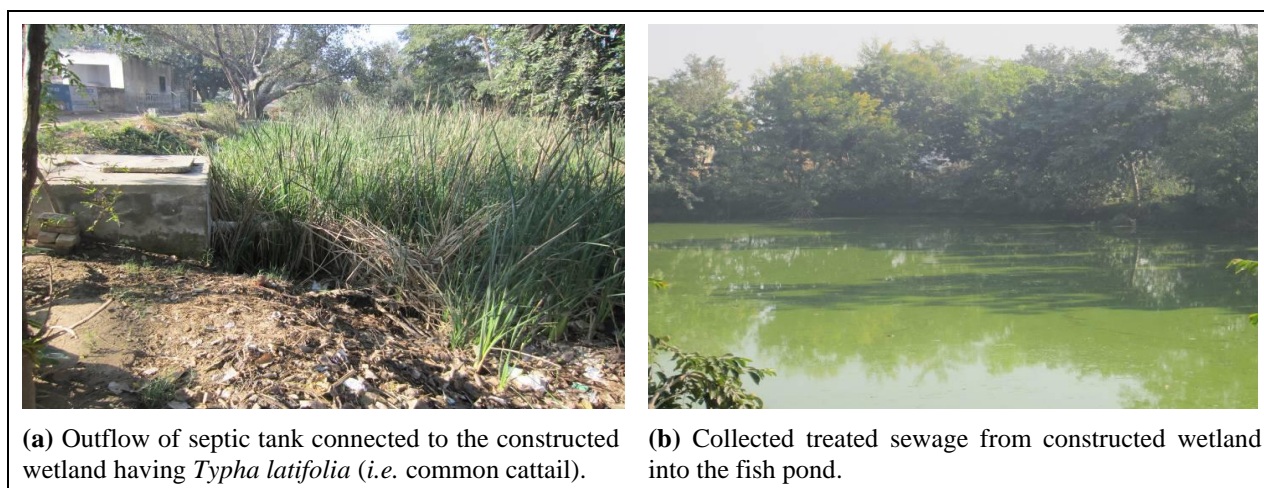 (a) Outflow of septic tank connected to the constructed
wetland having Typha latifolia (i.e. common cattail).
(b) Collected treated sewage from constructed wetland
into the fish pond.